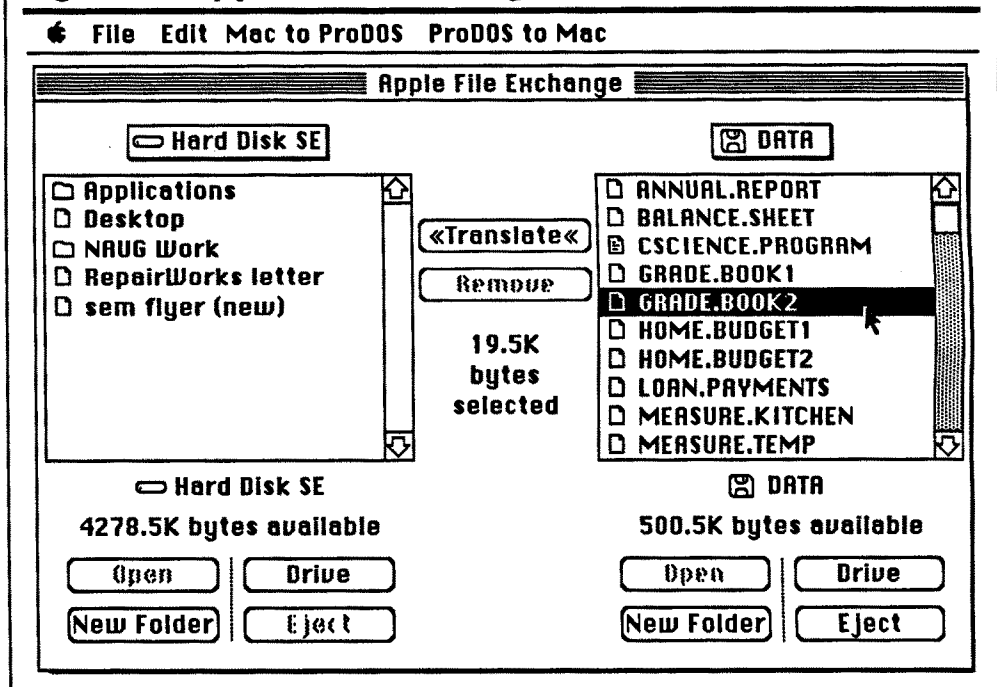 File Edit Mac to ProDOS ProDOS to Mac
Apple File Exchange
Hard Disk SE
DATA
Applications
Desktop
NAUG Work
RepairWorks letter
sem flyer (new)
«Translate«
Remove
19.5K
bytes
selected
ANNUAL.REPORT
BALANCE.SHEET
CSCIENCE.PROGRAM
GRADE.BOOK1
GRADE.BOOK2
HOME.BUDGET1
HOME.BUDGET2
LOAN.PAYMENTS
MEASURE.KITCHEN
MEASURE.TEMP
Hard Disk SE
4278.5K bytes available
Open Drive
New Folder Eject
DATA
500.5K bytes available
Open Drive
New Folder Eject